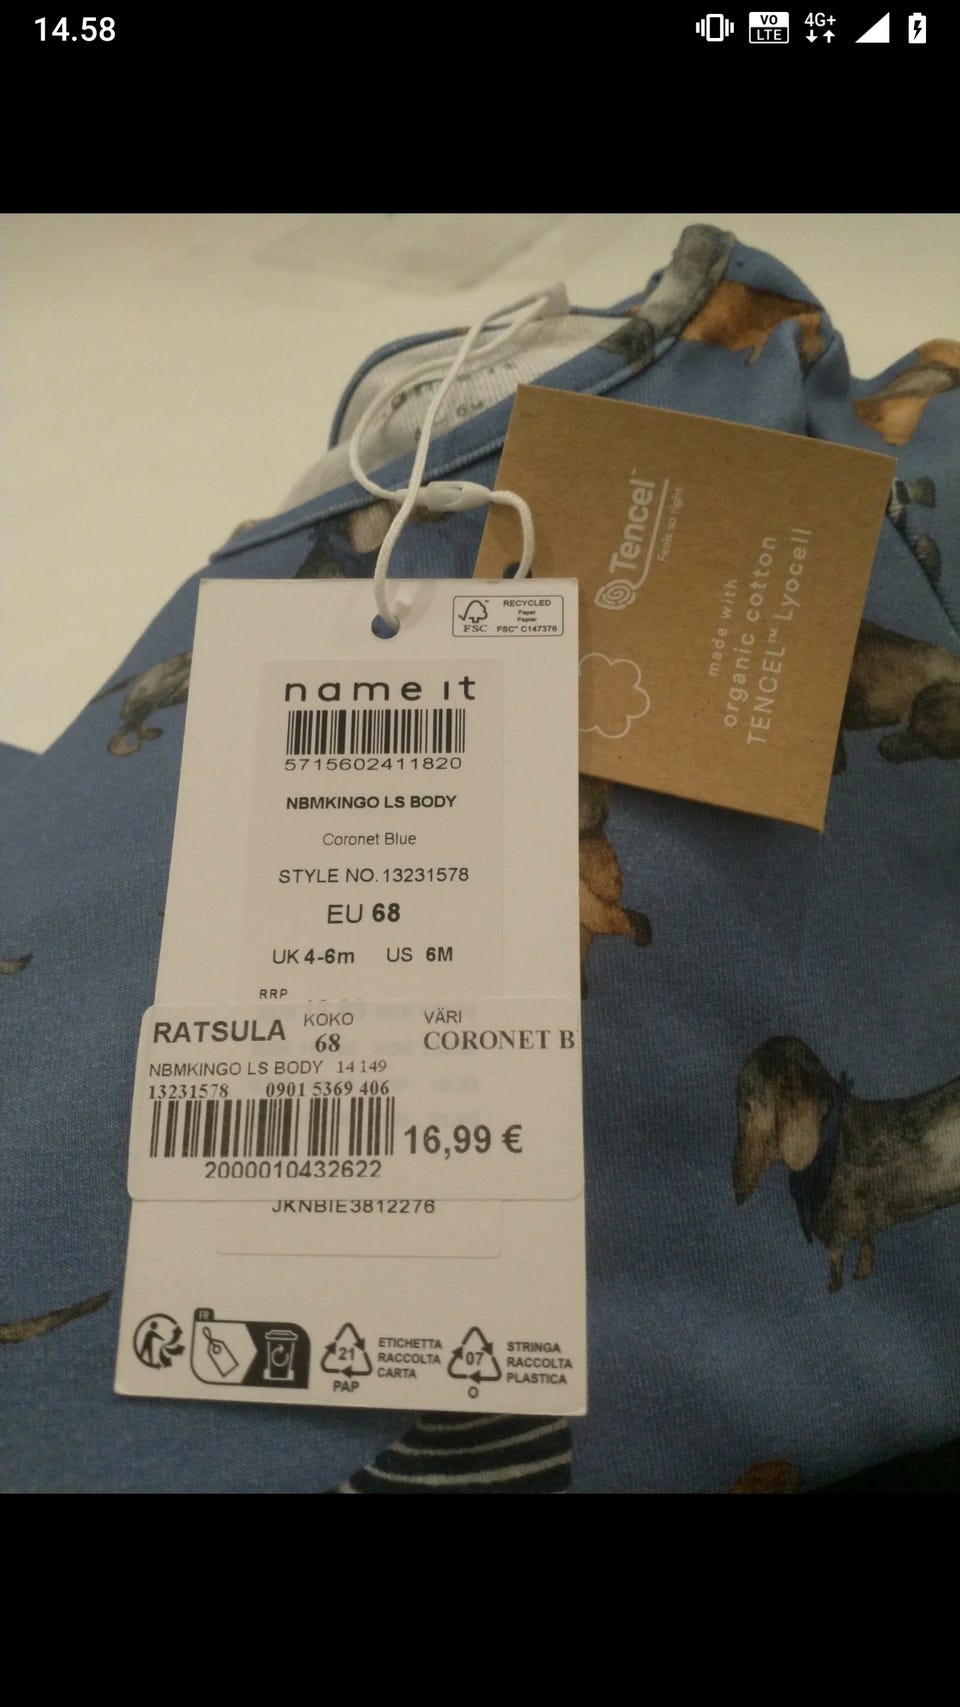 14.58
VO
LTE
4G+
Tencel™
Feels so right
made with
organic cotton
TENCEL™ Lyocell
FSC
RECYCLED
Paper
Papier
FSC™ C147376
name it
5715602411820
NBMKINGO LS BODY
Coronet Blue
STYLE NO. 13231578
EU 68
UK 4-6m US 6M
RRP
RATSULA KOKO VÄRI
68 CORONET B
NBMKINGO LS BODY 14 149
13231578 0901 5369 406
16,99 €
2000010432622
JKNBIE3812276
FR
21
PAP
ETICHETTA
RACCOLTA
CARTA
07
O
STRINGA
RACCOLTA
PLASTICA